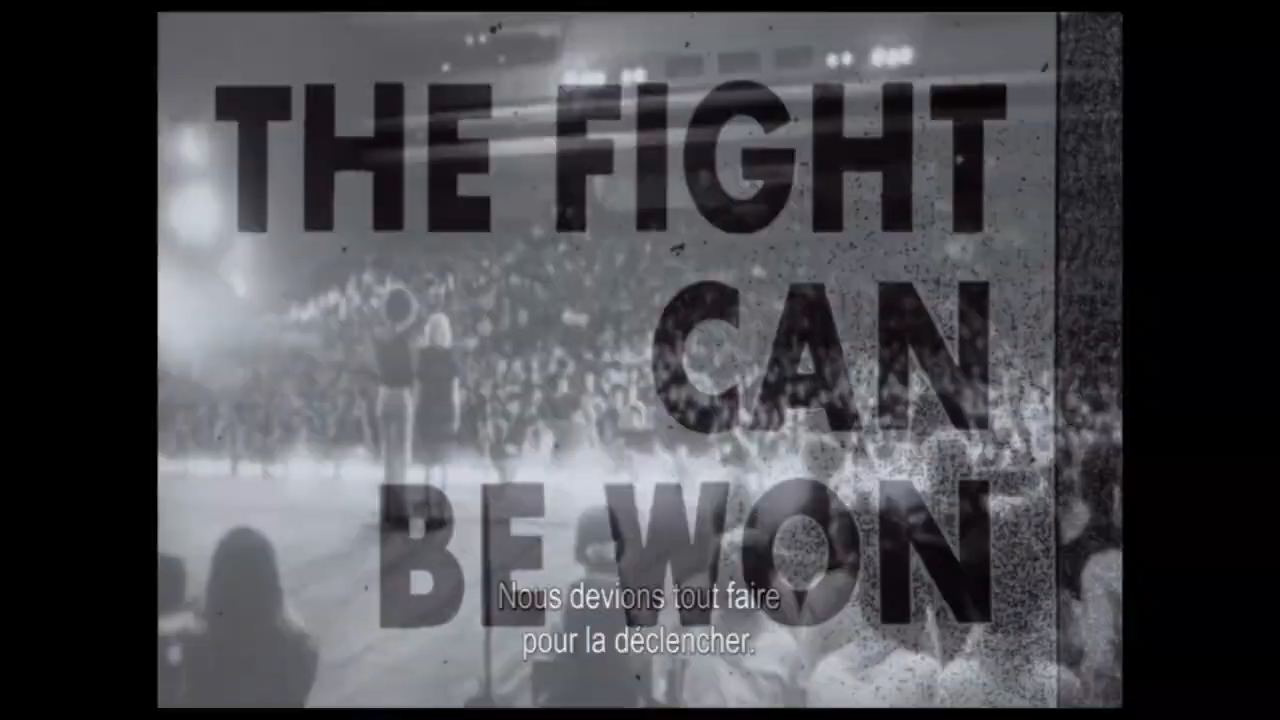 THE FIGHT
CAN
BE WON
Nous devions tout faire
pour la déclencher.